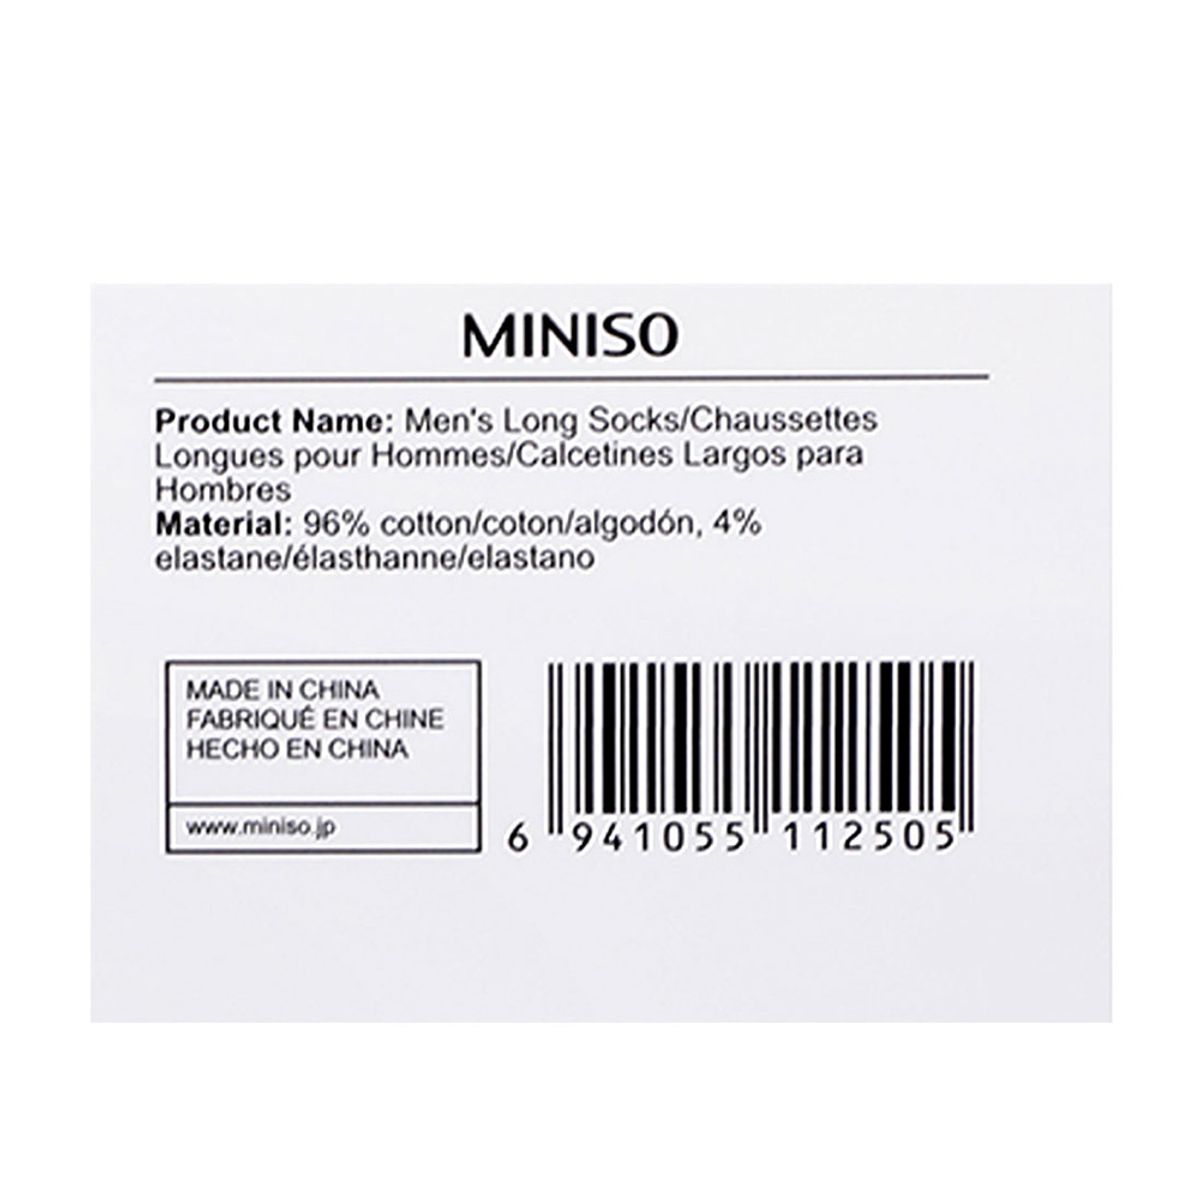 MINISO
Product Name: Men's Long Socks/Chaussettes
Longues pour Hommes/Calcetines Largos para
Hombres
Material: 96% cotton/coton/algodón, 4%
elastane/élasthanne/elastano
MADE IN CHINA
FABRIQUÉ EN CHINE
HECHO EN CHINA
www.miniso.jp
6 941055 112505